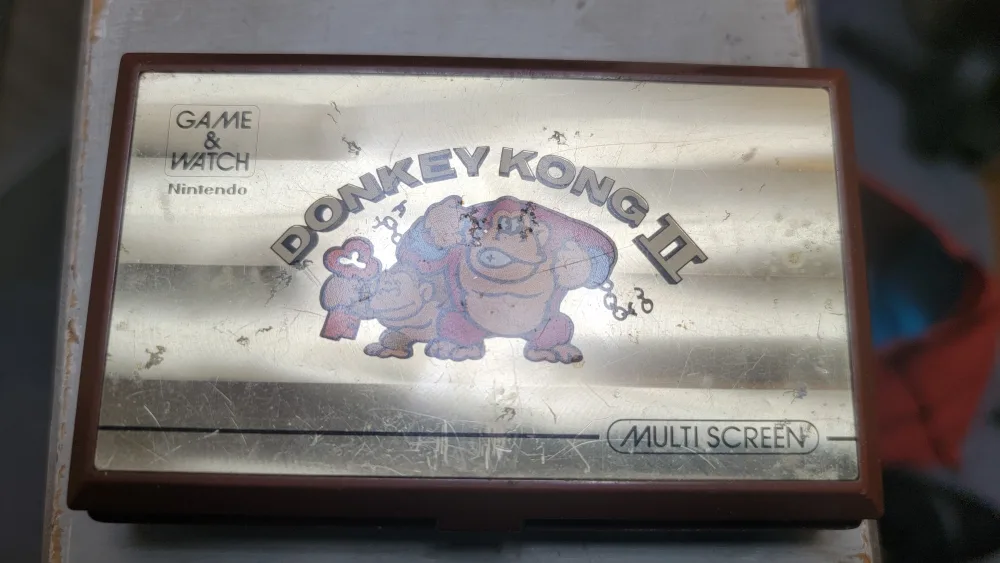 GAME
&
WATCH
Nintendo
DONKEY KONG II
MULTI SCREEN